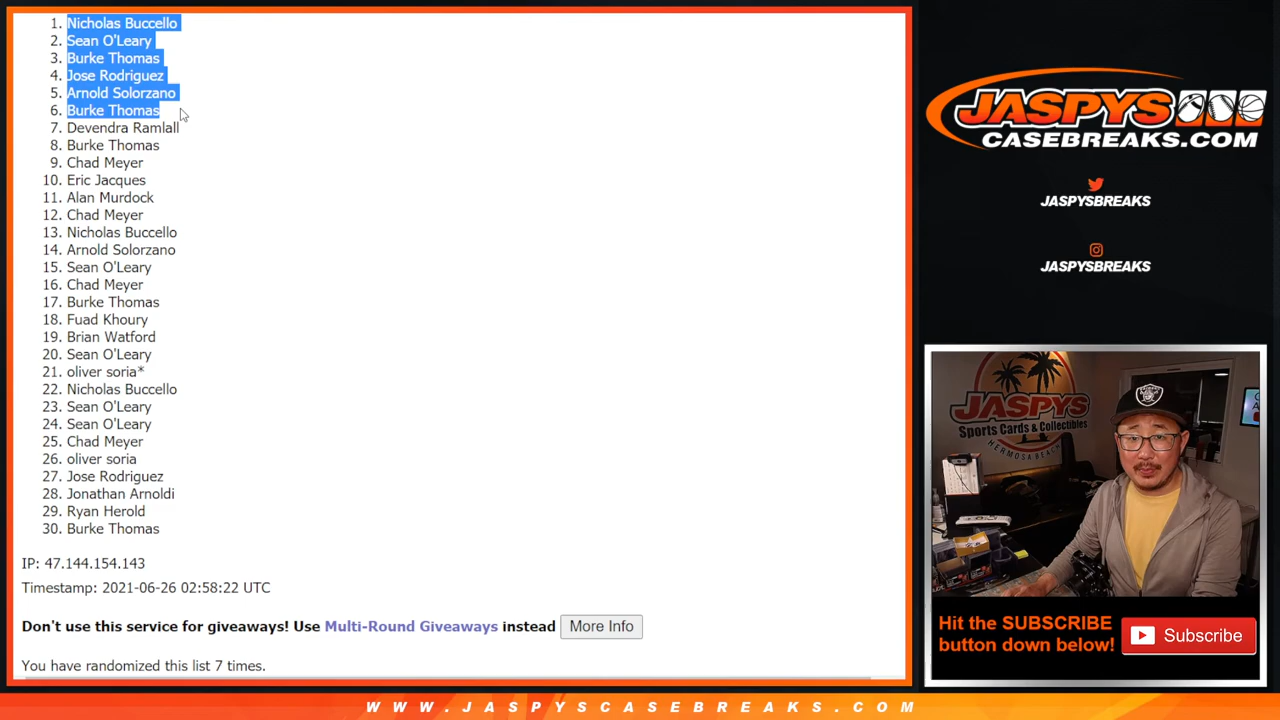 1. Nicholas Buccello
2. Sean O'Leary
3. Burke Thomas
4. Jose Rodriguez
5. Arnold Solorzano
6. Burke Thomas
7. Devendra Ramlall
8. Burke Thomas
9. Chad Meyer
10. Eric Jacques
11. Alan Murdock
12. Chad Meyer
13. Nicholas Buccello
14. Arnold Solorzano
15. Sean O'Leary
16. Chad Meyer
17. Burke Thomas
18. Fuad Khoury
19. Brian Watford
20. Sean O'Leary
21. oliver soria*
22. Nicholas Buccello
23. Sean O'Leary
24. Sean O'Leary
25. Chad Meyer
26. oliver soria
27. Jose Rodriguez
28. Jonathan Arnoldi
29. Ryan Herold
30. Burke Thomas
IP: 47.144.154.143
Timestamp: 2021-06-26 02:58:22 UTC
Don't use this service for giveaways! Use Multi-Round Giveaways instead More Info
You have randomized this list 7 times.
JASPYS
CASEBREAKS.COM
JASPYSBREAKS
JASPYSBREAKS
JASPYS
Sports Cards & Collectibles
HERMOSA BEACH
Hit the SUBSCRIBE
button down below!
Subscribe
WWW.JASPYSCASEBREAKS.COM